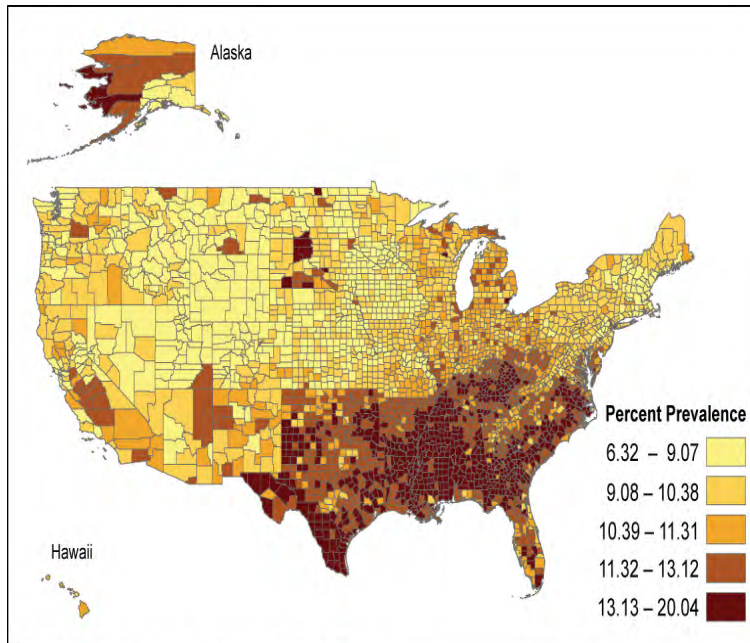 Alaska
Percent Prevalence
6.32 – 9.07
9.08 – 10.38
10.39 – 11.31
11.32 – 13.12
13.13 – 20.04
Hawaii